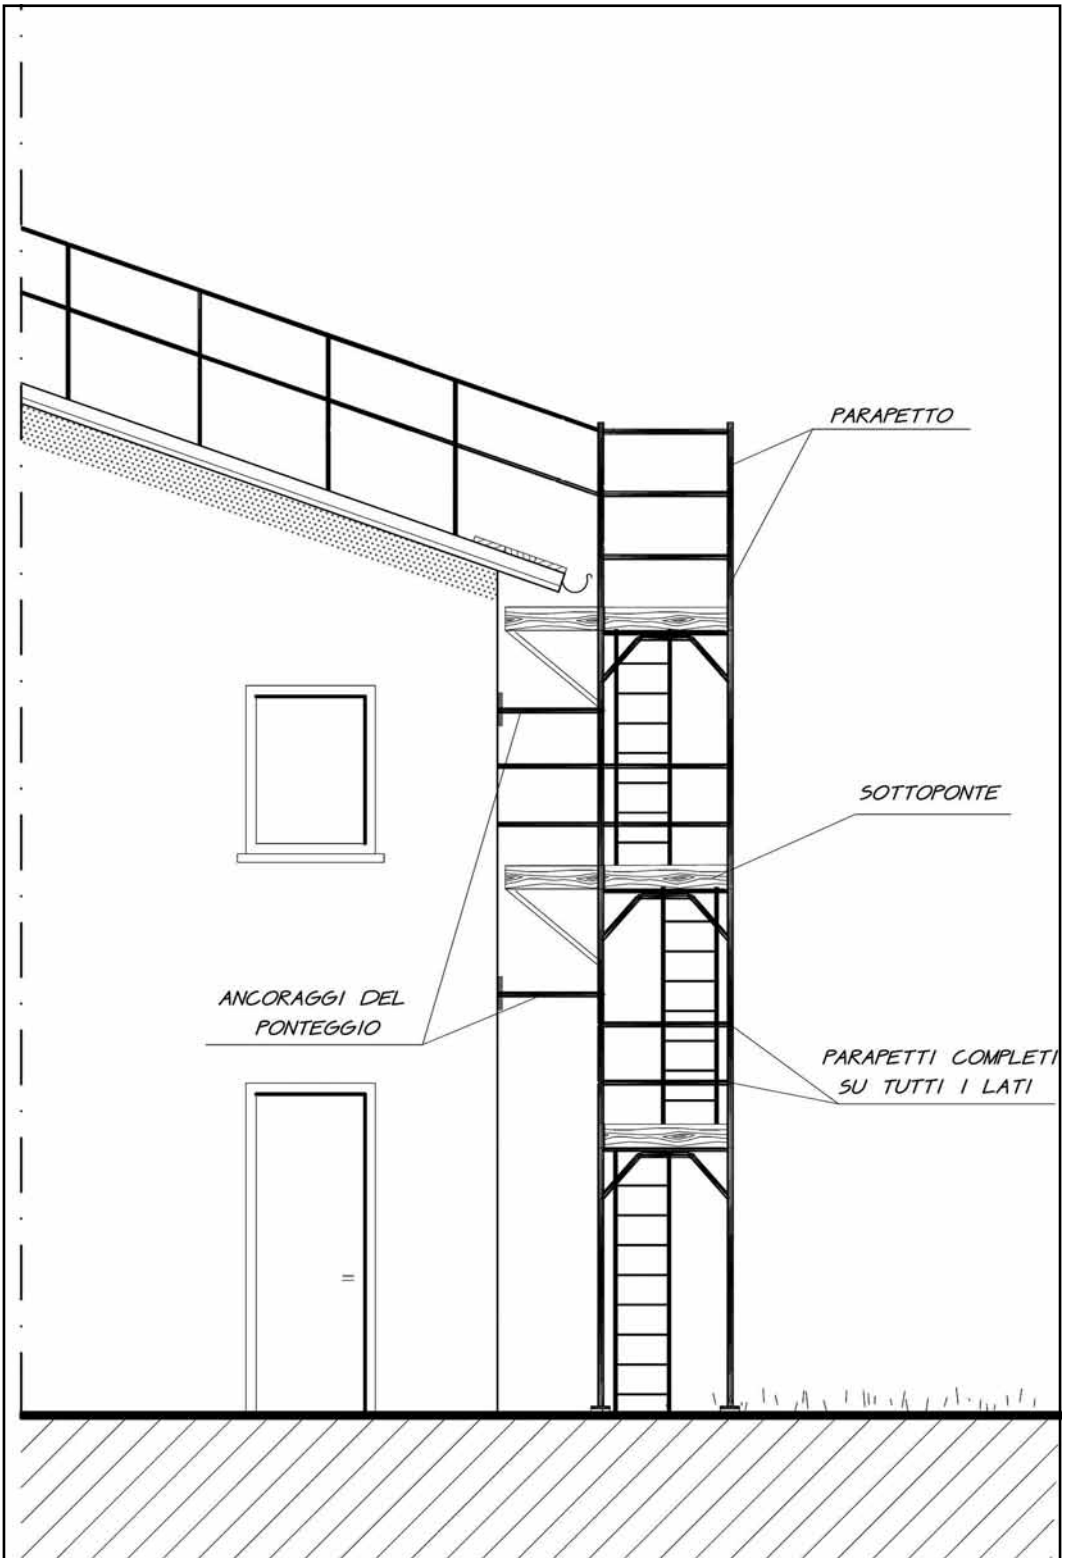 PARAPETTO
SOTTOPONTE
ANCORAGGI DEL
PONTEGGIO
PARAPETTI COMPLETI
SU TUTTI I LATI